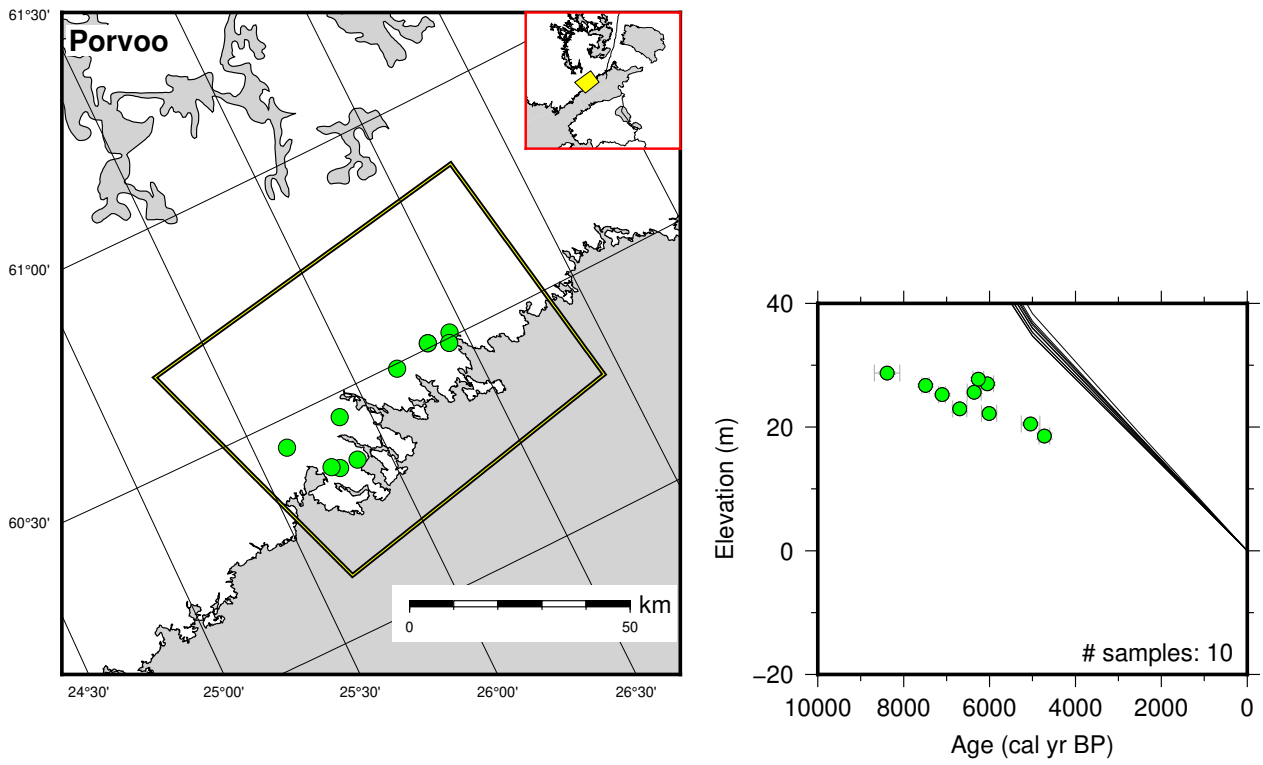 61°30'
Porvoo
61°00'
60°30'
km
0 50
24°30' 25°00' 25°30' 26°00' 26°30'
40
20
0
−20
Elevation (m)
# samples: 10
10000 8000 6000 4000 2000 0
Age (cal yr BP)